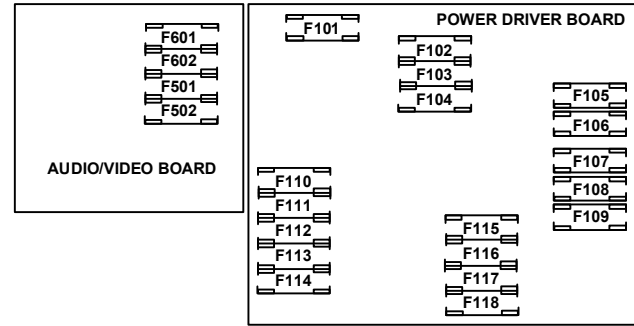 F601
F602
F501
F502
AUDIO/VIDEO BOARD
POWER DRIVER BOARD
F101
F102
F103
F104
F105
F106
F107
F108
F109
F110
F111
F112
F113
F114
F115
F116
F117
F118